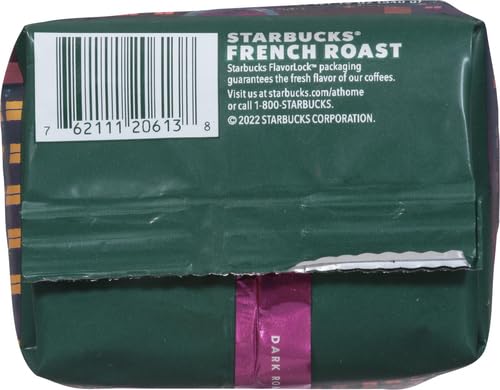 STARBUCKS®
FRENCH ROAST
Starbucks FlavorLock™ packaging
guarantees the fresh flavor of our coffees.
Visit us at starbucks.com/athome
or call 1-800-STARBUCKS.
© 2022 STARBUCKS CORPORATION.
7 62111 20613 8
DARK